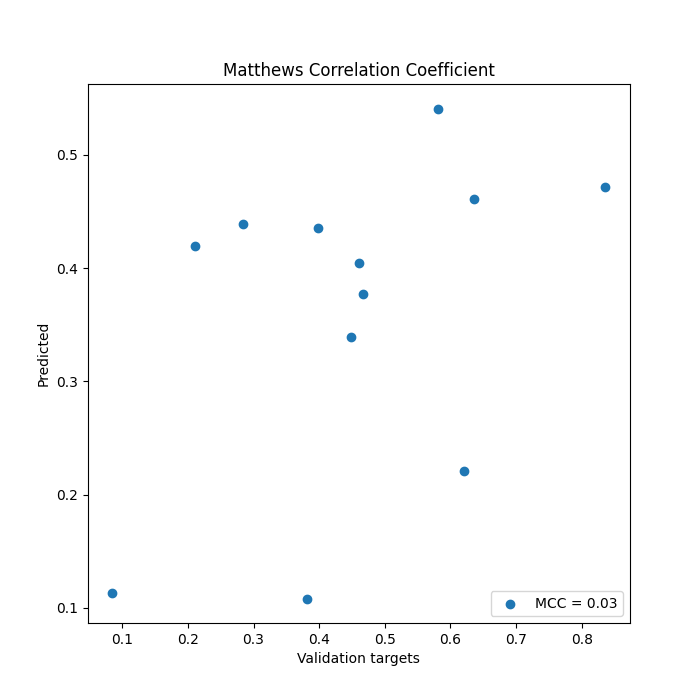 Matthews Correlation Coefficient
0.5
0.4
0.3
0.2
0.1
Predicted
MCC = 0.03
0.1 0.2 0.3 0.4 0.5 0.6 0.7 0.8
Validation targets